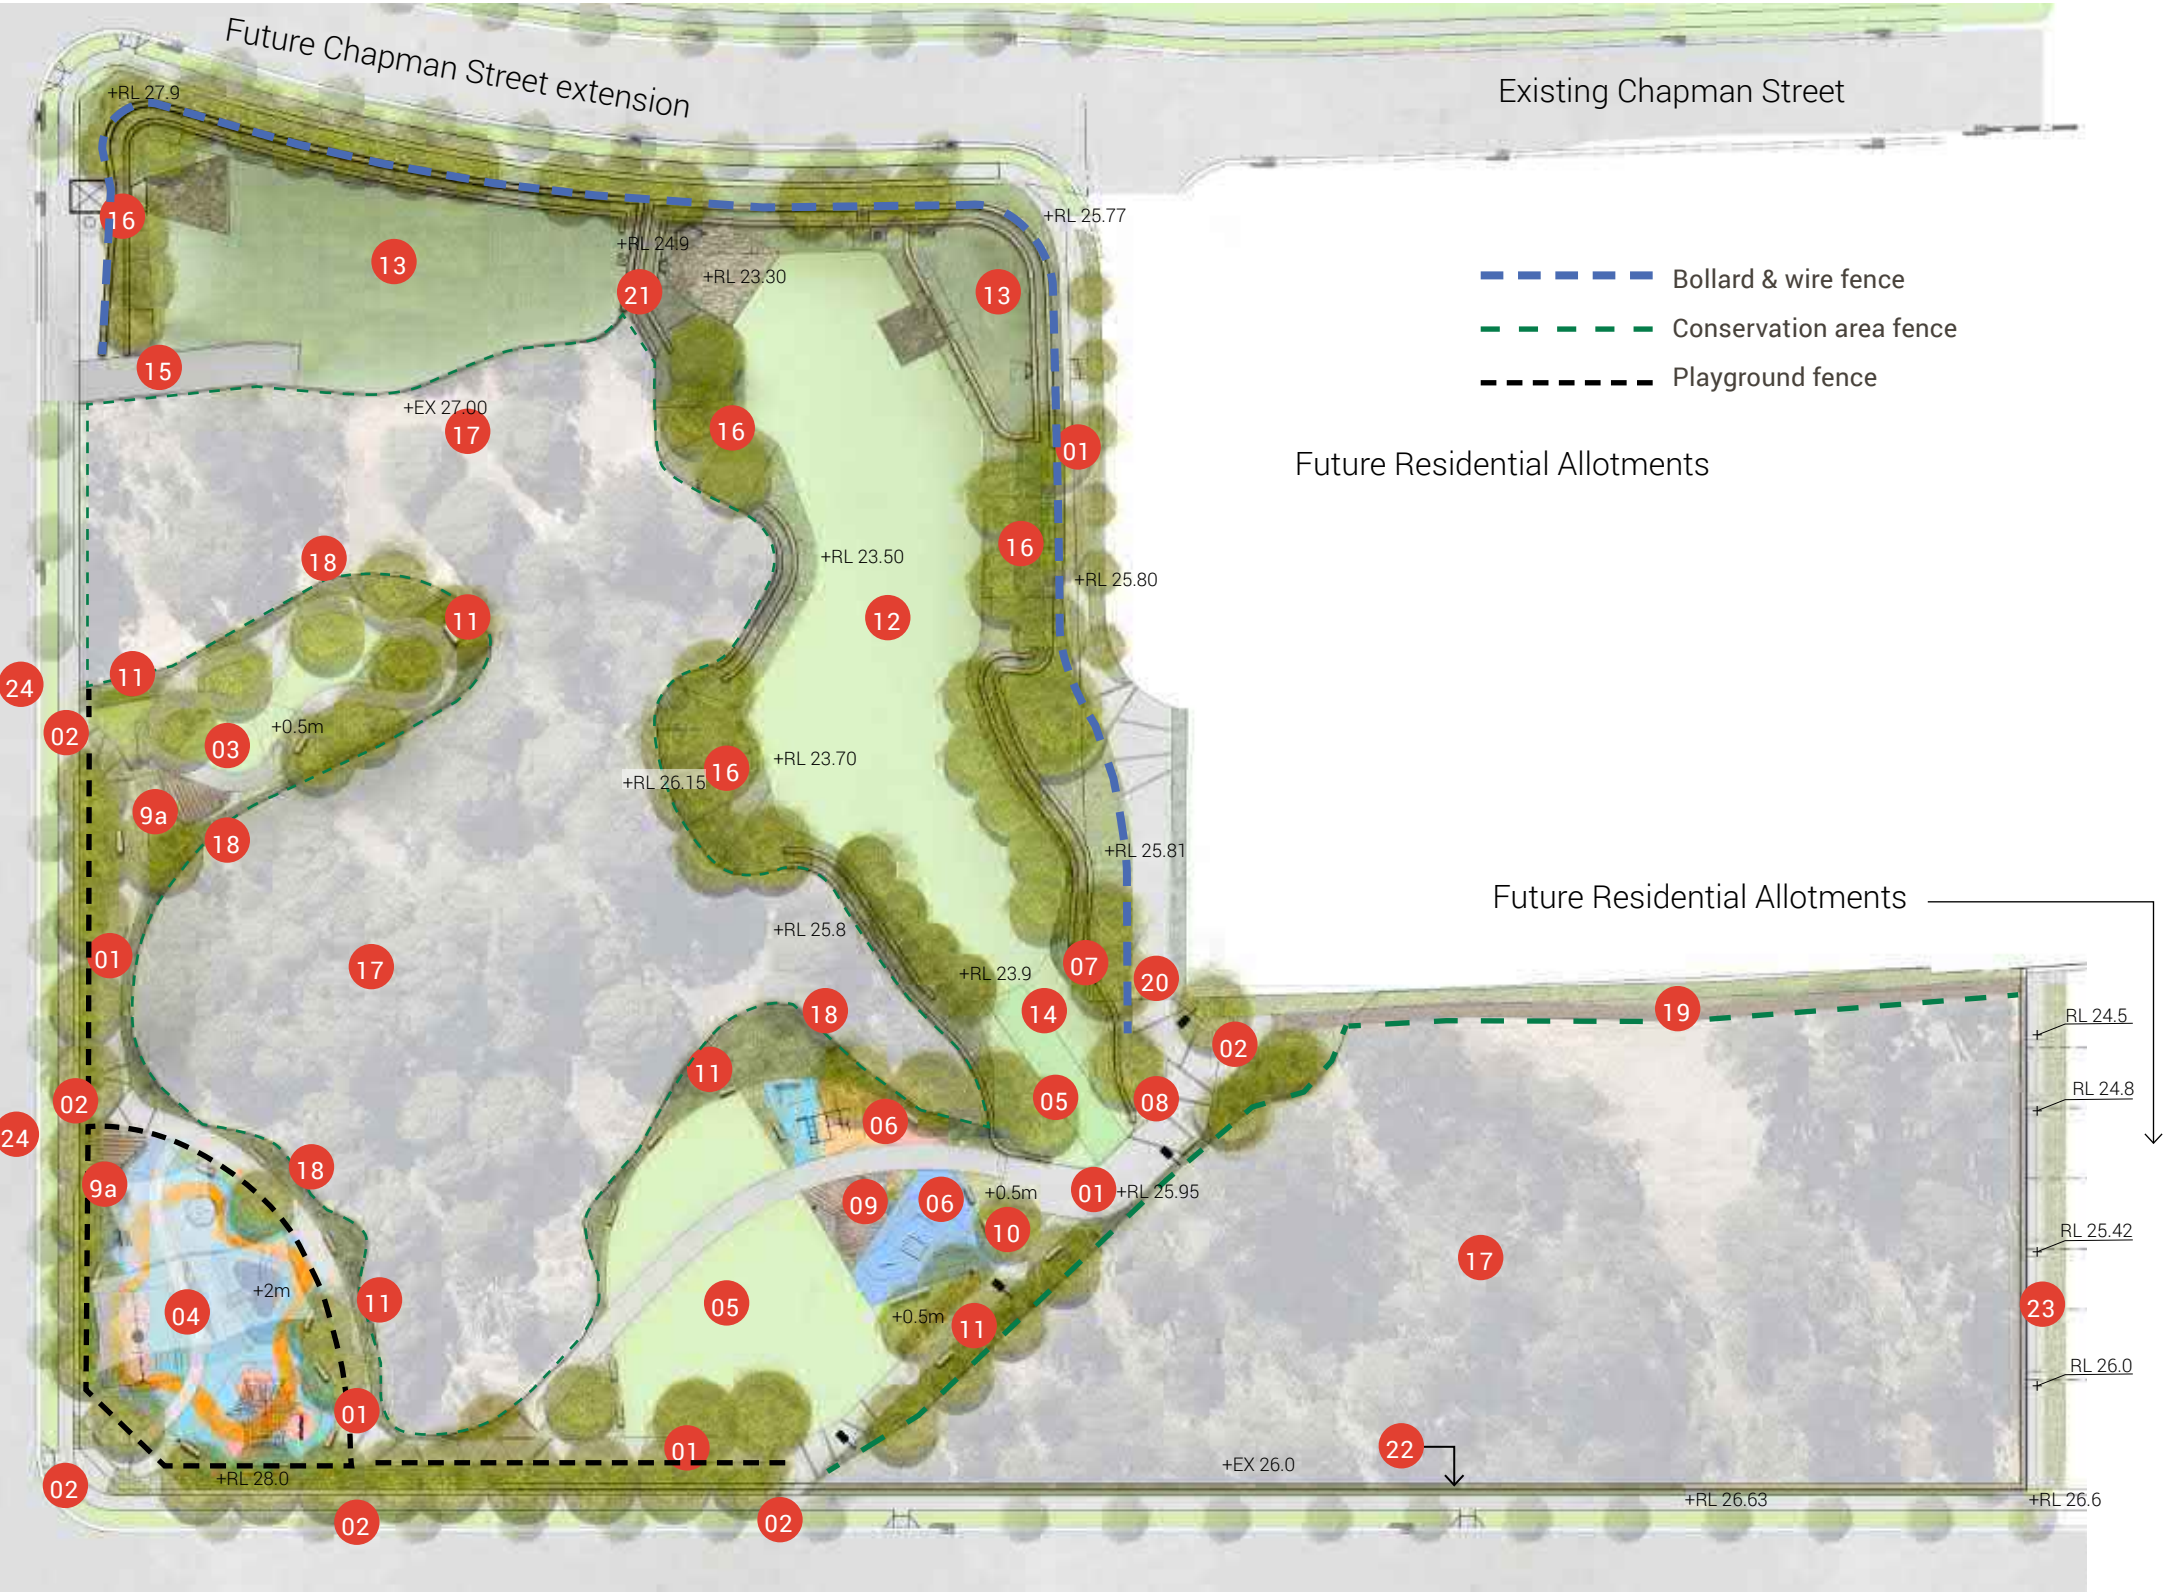 Future Chapman Street extension
Existing Chapman Street
+RL 27.9
16
13
+RL 24.9
21
+RL 23.30
13
+RL 25.77
Bollard & wire fence
Conservation area fence
Playground fence
15
+EX 27.00
17
16
01
Future Residential Allotments
18
+RL 23.50
16
+RL 25.80
11
12
11
24
02
03
+0.5m
+RL 26.15
16
+RL 23.70
9a
18
+RL 25.81
Future Residential Allotments
01
17
+RL 25.8
+RL 23.9
07
20
18
14
19
RL 24.5
02
11
02
05
08
RL 24.8
24
06
18
9a
09
06
+0.5m
01
+RL 25.95
10
RL 25.42
17
+2m
04
11
05
+0.5m
11
23
RL 26.0
01
01
22
+EX 26.0
+RL 28.0
02
+RL 26.63
+RL 26.6
02
02